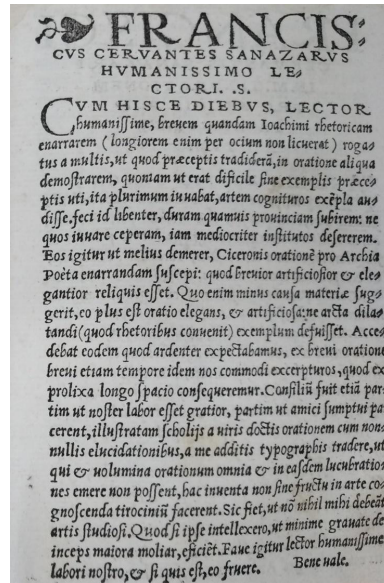 FRANCIS⸗
CVS CERVANTES SANAZARVS
HVMANISSIMO LE⸗
CTORI. .S.
CVM HISCE DIEBVS, LECTOR
humanißime, breuem quandam Ioachimi rhetoricam
enarrarem (longiorem enim per ocium non licuerat) roga⸗
tus a multis, ut quod præceptis tradiderã, in oratione aliqua
demostrarem, quoniam ut erat dificile sine exemplis præce⸗
ptis uti, ita plurimum iuuabat, artem cognituros exẽpla au⸗
disse. feci id libenter, duram quamuis prouinciam subirem: ne
quos iuuare ceperam, iam mediocriter institutos desererem.
Eos igitur ut melius demerer, Ciceronis orationẽ pro Archia
Poëta enarrandam suscepi: quod breuior artificiosior & ele⸗
gantior reliquis esset. Quo enim minus causa materiæ sug⸗
gerit, eo plus est oratio elegans, & artificiosa: ne arcta dila⸗
tandi (quod rhetoribus conuenit) exemplum defuisset. Acce⸗
debat eodem quod ardenter expectabamus, ex breui oratione
breui etiam tempore idem nos commodi excerpturos, quod ex
prolixa longo spacio consequeremur. Consiliũ fuit etiã par⸗
tim ut noster labor esset gratior, partim ut amici sumptui pa⸗
cerent, illustratam scholijs a uiris doctis orationem cum non⸗
nullis elucidationibus, a me additis typographis tradere, ut
qui & uolumina orationum omnia & in easdem lucubratio⸗
nes emere non possent, hac inuenta non sine fructu in arte co⸗
gnoscenda tirociniũ facerent. Sic fiet, ut nõ nihil mihi debeãt
artis studiosi. Quod si ipse intellexero, ut minime grauate de⸗
inceps maiora moliar, efficiẽt. Faue igitur lector humanissime
labori nostro, & si quis est, eo fruere. Bene uale.